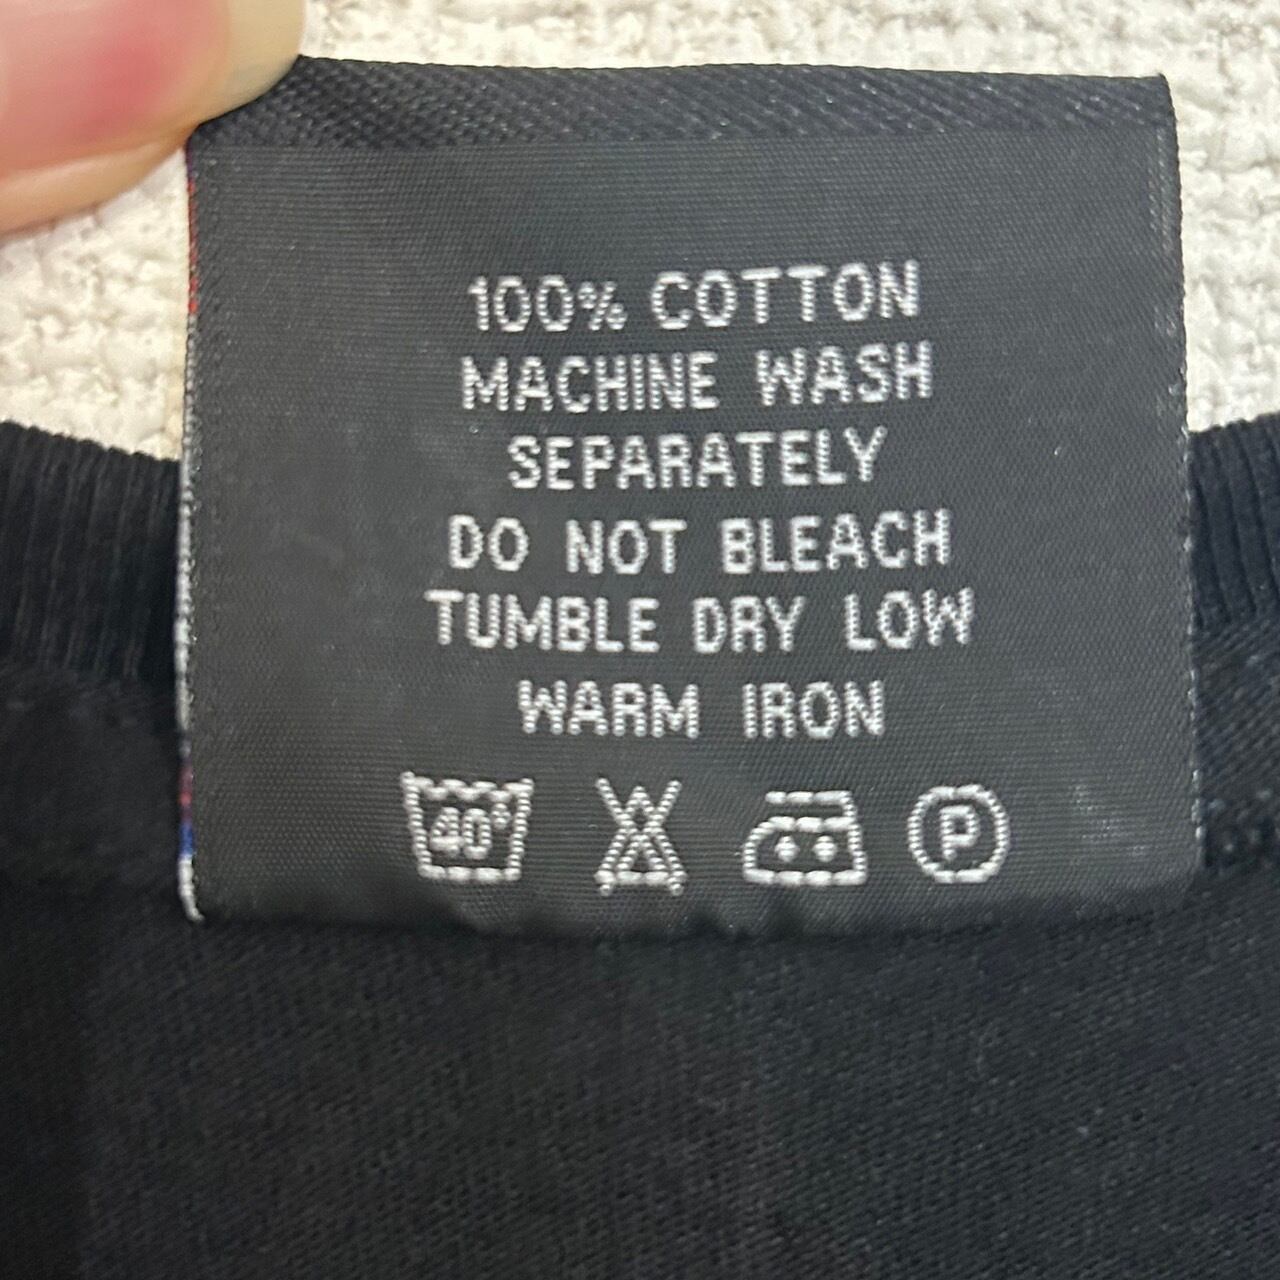 100% COTTON
MACHINE WASH
SEPARATELY
DO NOT BLEACH
TUMBLE DRY LOW
WARM IRON
40° P